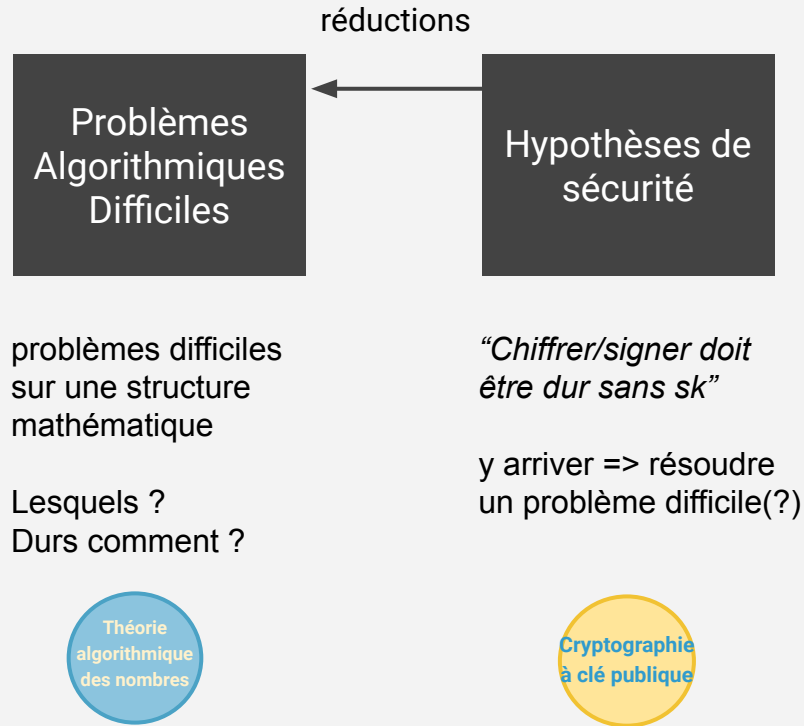 réductions
Problèmes
Algorithmiques
Difficiles
Hypothèses de
sécurité
problèmes difficiles
sur une structure
mathématique
Lesquels ?
Durs comment ?
“Chiffrer/signer doit
être dur sans sk”
y arriver => résoudre
un problème difficile(?)
Théorie
algorithmique
des nombres
Cryptographie
à clé publique